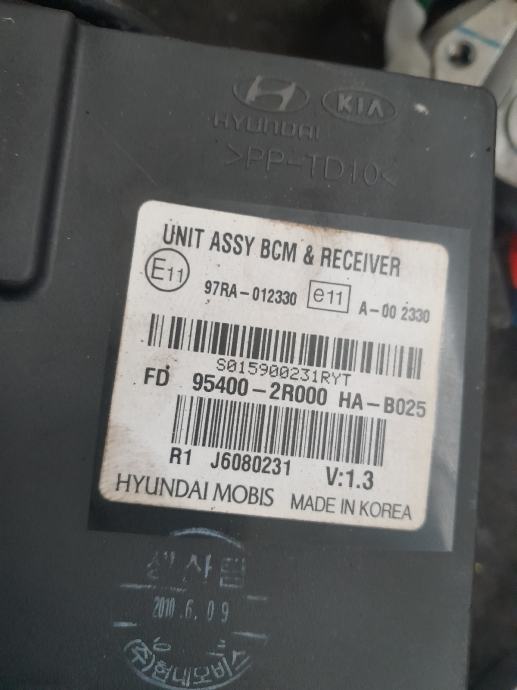 HYUNDAI KIA
>PP-TD10<
UNIT ASSY BCM & RECEIVER
E11 97RA-012330 e11 A-00 2330
S015900231RYT
FD 95400-2R000 HA-B025
R1 J6080231 V:1.3
HYUNDAI MOBIS MADE IN KOREA
2010.6.09